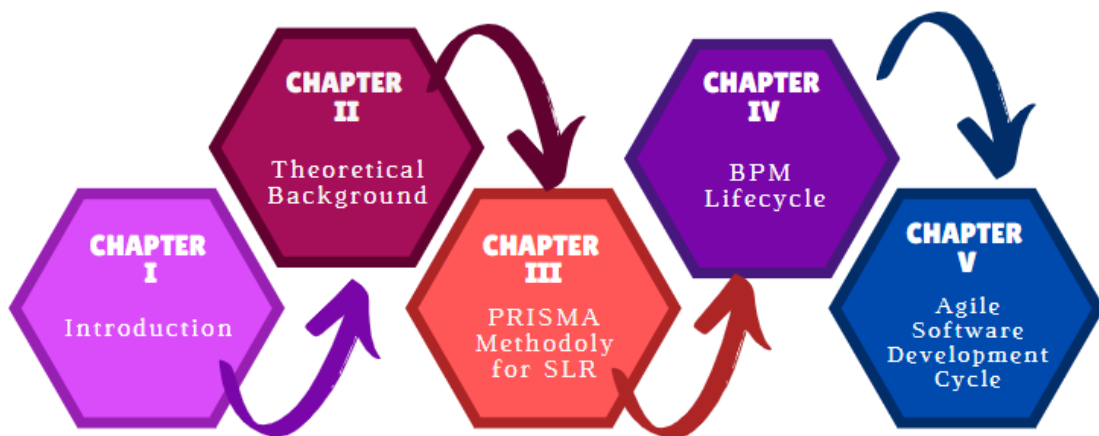 CHAPTER
I
Introduction
CHAPTER
II
Theoretical
Background
CHAPTER
III
PRISMA
Methodoly
for SLR
CHAPTER
IV
BPM
Lifecycle
CHAPTER
V
Agile
Software
Development
Cycle